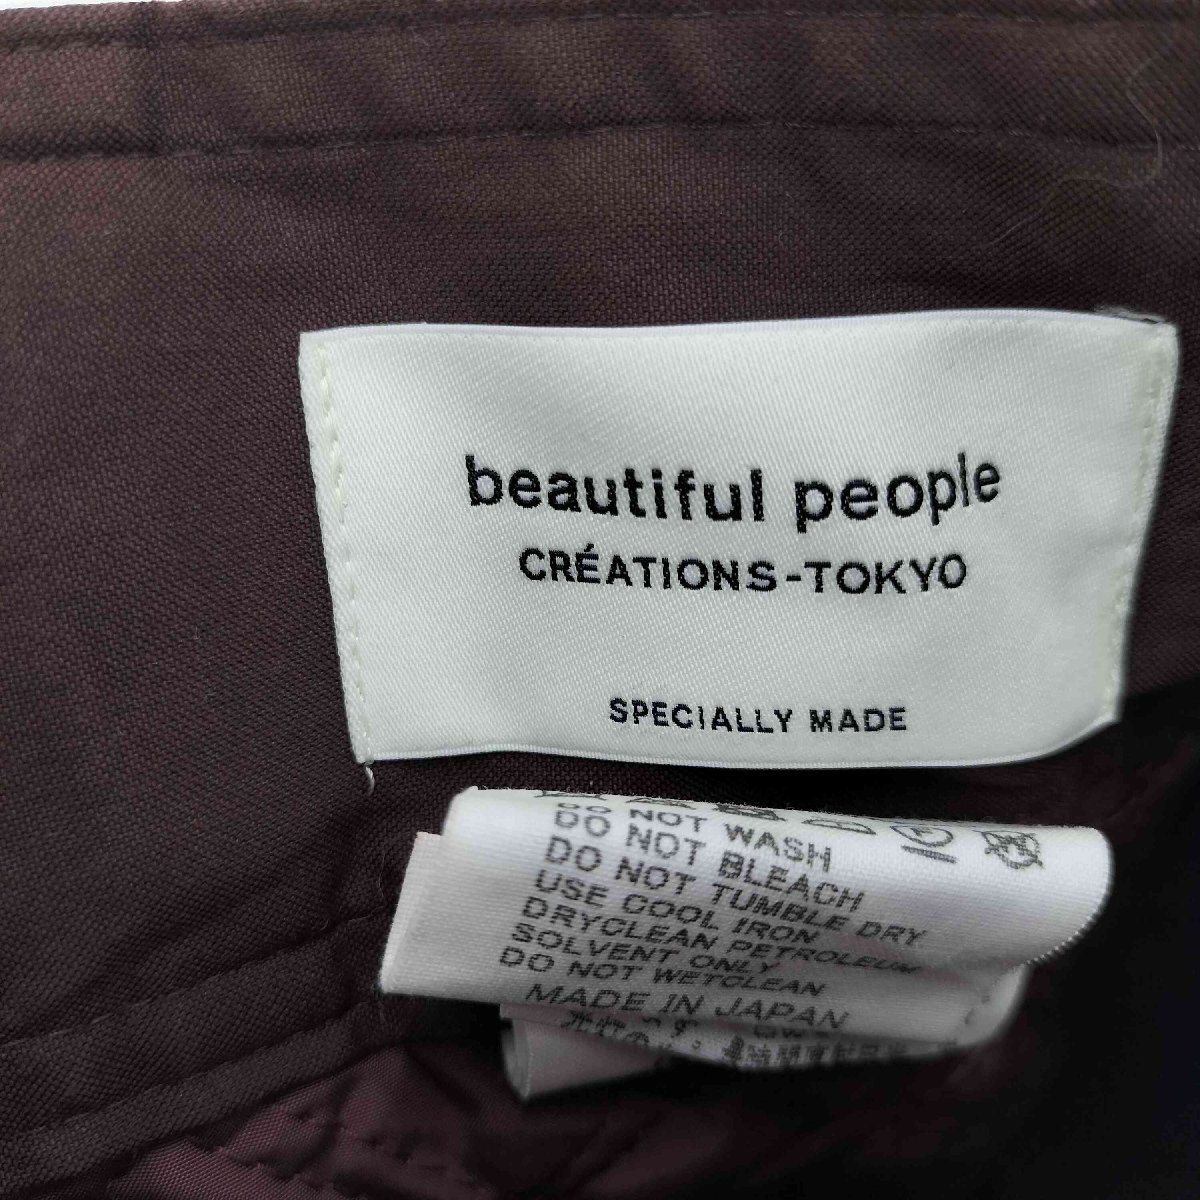 beautiful people
CRÉATIONS-TOKYO
SPECIALLY MADE
DO NOT WASH
DO NOT BLEACH
DO NOT TUMBLE DRY
USE COOL IRON
DRYCLEAN PETROLEUM
SOLVENT ONLY
DO NOT WETCLEAN
MADE IN JAPAN